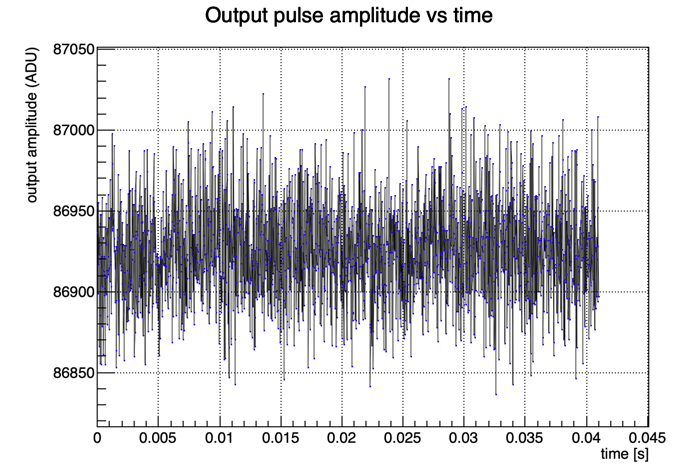 Output pulse amplitude vs time
output amplitude (ADU)
87050
87000
86950
86900
86850
0 0.005 0.01 0.015 0.02 0.025 0.03 0.035 0.04 0.045
time [s]